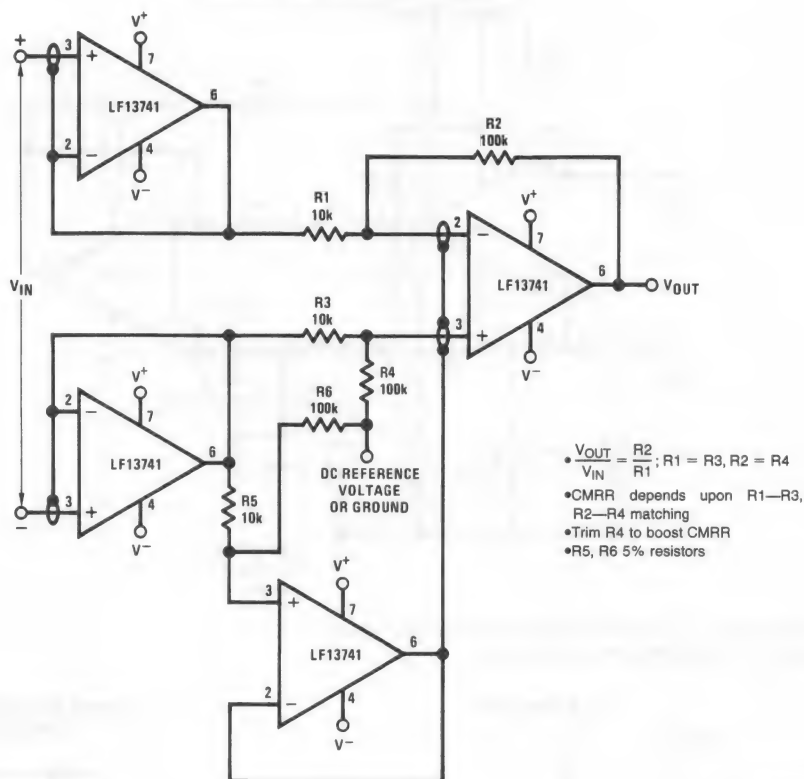 V+
+
3
+
7
LF13741
6
2
−
4
V−
R2
100k
R1
10k
V+
2
−
7
LF13741
6
VOUT
3
+
4
V−
VIN
R3
10k
R4
100k
R6
100k
DC REFERENCE
VOLTAGE
OR GROUND
V+
2
−
7
LF13741
6
3
+
4
V−
−
R5
10k
V+
3
+
7
LF13741
6
2
−
4
V−
•VOUT/VIN = R2/R1; R1 = R3, R2 = R4
•CMRR depends upon R1—R3,
R2—R4 matching
•Trim R4 to boost CMRR
•R5, R6 5% resistors